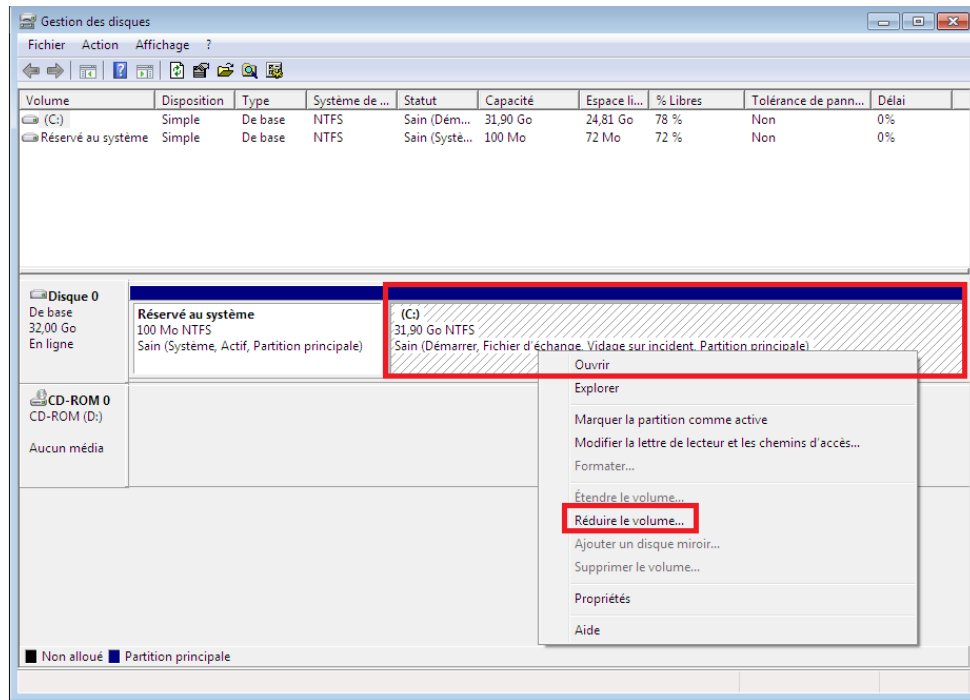 Gestion des disques
Fichier Action Affichage ?
Volume Disposition Type Système de ... Statut Capacité Espace li... % Libres Tolérance de pann... Délai
(C:) Simple De base NTFS Sain (Dém... 31,90 Go 24,81 Go 78 % Non 0%
Réservé au système Simple De base NTFS Sain (Systè... 100 Mo 72 Mo 72 % Non 0%
Disque 0
De base
32,00 Go
En ligne
Réservé au système
100 Mo NTFS
Sain (Système, Actif, Partition principale)
(C:)
31,90 Go NTFS
Sain (Démarrer, Fichier d'échange, Vidage sur incident, Partition principale)
CD-ROM 0
CD-ROM (D:)
Aucun média
Ouvrir
Explorer
Marquer la partition comme active
Modifier la lettre de lecteur et les chemins d'accès...
Formater...
Étendre le volume...
Réduire le volume...
Ajouter un disque miroir...
Supprimer le volume...
Propriétés
Aide
Non alloué Partition principale